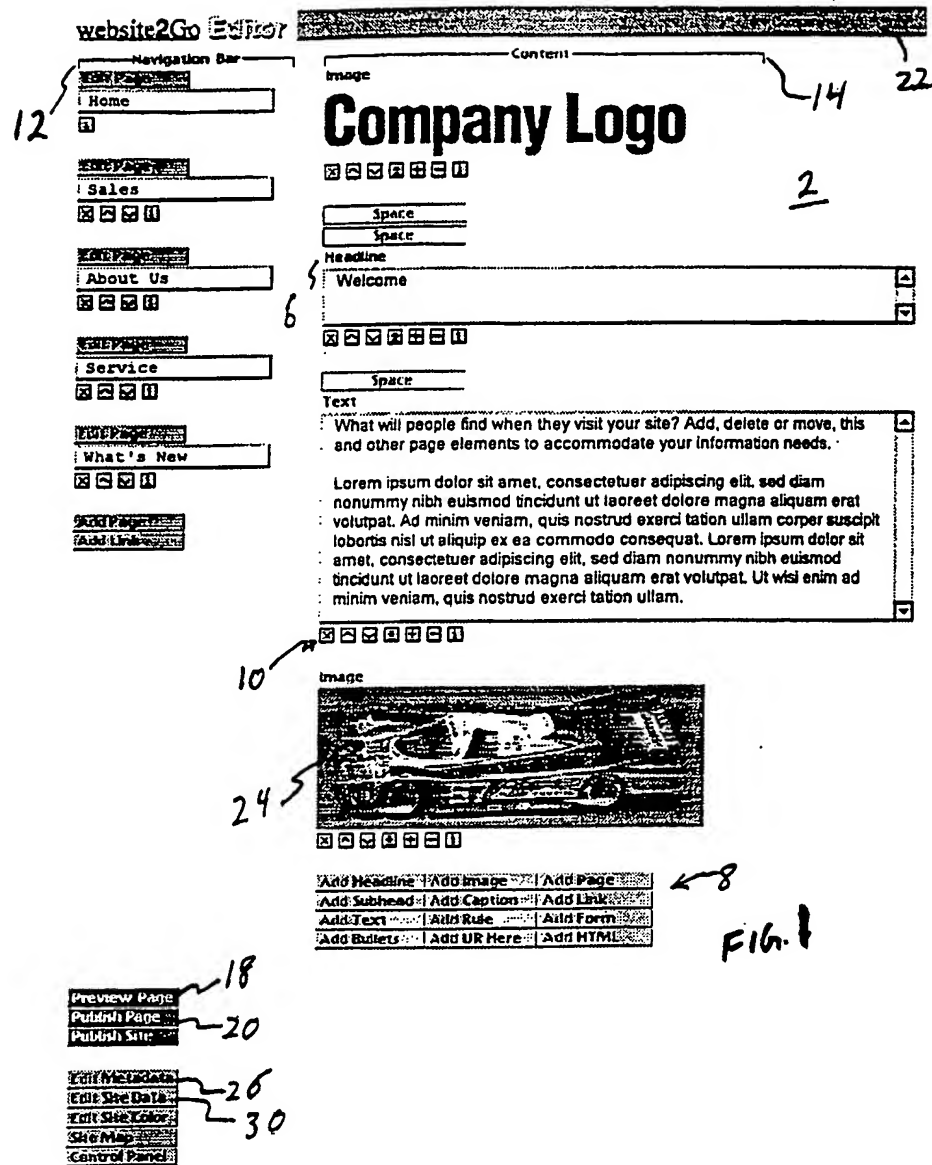 website2Go Editor
22
Navigation Bar
12
Edit Page
Home
Edit Page
Sales
Edit Page
About Us
Edit Page
Service
Edit Page
What's New
Add Page
Add Link
Content
14
Image
Company Logo
2
Space
Space
Headline
6
Welcome
Space
Text
What will people find when they visit your site? Add, delete or move, this
and other page elements to accommodate your information needs.
Lorem ipsum dolor sit amet, consectetuer adipiscing elit, sed diam
nonummy nibh euismod tincidunt ut laoreet dolore magna aliquam erat
volutpat. Ad minim veniam, quis nostrud exerci tation ullam corper suscipit
lobortis nisl ut aliquip ex ea commodo consequat. Lorem ipsum dolor sit
amet, consectetuer adipiscing elit, sed diam nonummy nibh euismod
tincidunt ut laoreet dolore magna aliquam erat volutpat. Ut wisi enim ad
minim veniam, quis nostrud exerci tation ullam.
10
Image
24
Add Headline Add Image Add Page
Add Subhead Add Caption Add Link
Add Text Add Rule Add Form
Add Bullets Add UR Here Add HTML
8
FIG. 1
Preview Page
18
Publish Page
20
Publish Site
Edit Metadata
26
Edit Site Data
30
Edit Site Color
Site Map
Control Panel